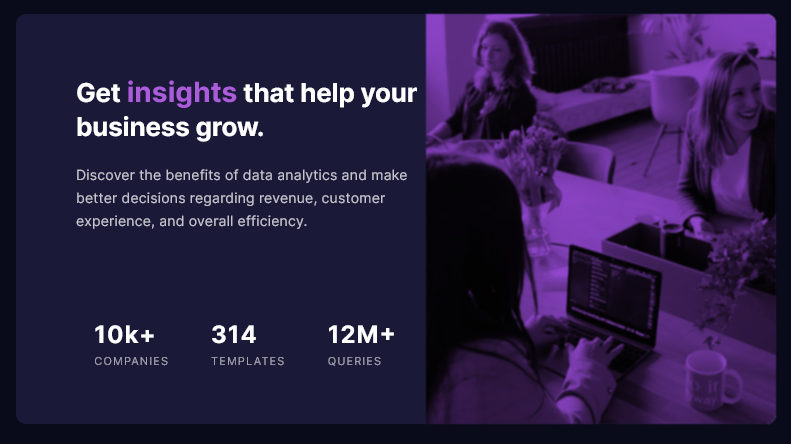 Get insights that help your
business grow.
Discover the benefits of data analytics and make
better decisions regarding revenue, customer
experience, and overall efficiency.
10k+ 314 12M+
COMPANIES TEMPLATES QUERIES